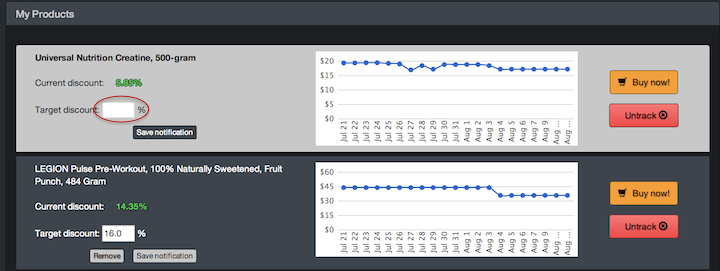 My Products
Universal Nutrition Creatine, 500-gram
Current discount: 5.89%
Target discount: %
Save notification
$20
$15
$10
$5
$0
Jul 21
Jul 22
Jul 23
Jul 24
Jul 25
Jul 26
Jul 27
Jul 28
Jul 29
Jul 30
Jul 31
Aug 1
Aug 2
Aug 3
Aug 4
Aug 5
Aug 6
Aug 7
Aug 8
Aug 9
Aug ...
Aug ...
Buy now!
Untrack
LEGION Pulse Pre-Workout, 100% Naturally Sweetened, Fruit
Punch, 484 Gram
Current discount: 14.35%
Target discount: 16.0 %
Remove Save notification
$60
$45
$30
$15
$0
Jul 21
Jul 22
Jul 23
Jul 24
Jul 25
Jul 26
Jul 27
Jul 28
Jul 29
Jul 30
Jul 31
Aug 1
Aug 2
Aug 3
Aug 4
Aug 5
Aug 6
Aug 7
Aug 8
Aug 9
Aug ...
Aug ...
Buy now!
Untrack